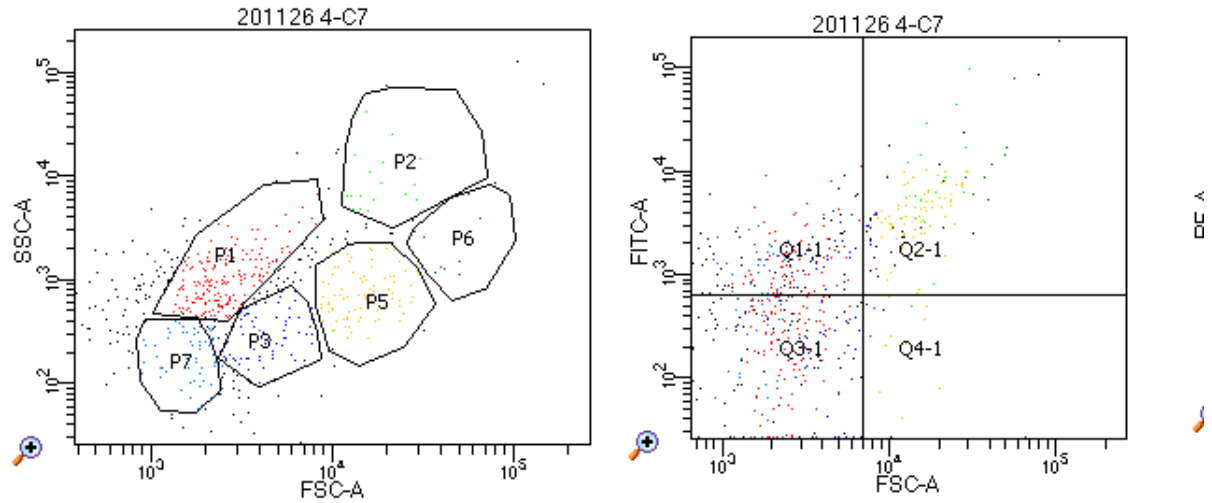 201126 4-C7
SSC-A
10^5
10^4
10^3
10^2
P1
P2
P3
P5
P6
P7
10^3
10^4
10^5
FSC-A
201126 4-C7
FITC-A
10^5
10^4
10^3
10^2
Q1-1
Q2-1
Q3-1
Q4-1
10^3
10^4
10^5
FSC-A